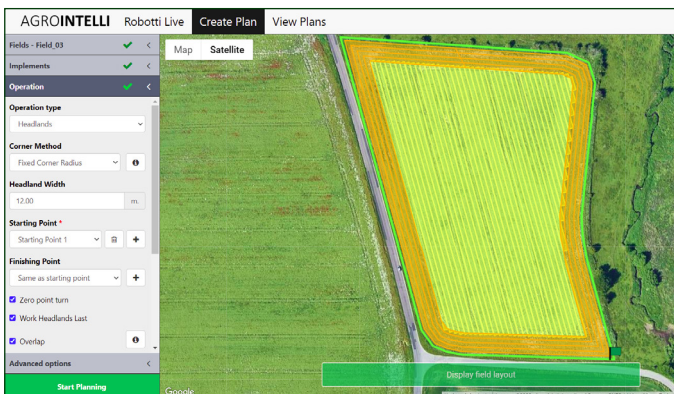 AGROINTELLI Robotti Live Create Plan View Plans
Fields - Field_03
Implements
Operation
Operation type
Headlands
Corner Method
Fixed Corner Radius
Headland Width
12.00 m.
Starting Point *
Starting Point 1
Finishing Point
Same as starting point
Zero point turn
Work Headlands Last
Overlap
Advanced options
Start Planning
Map Satellite
Display field layout
Google